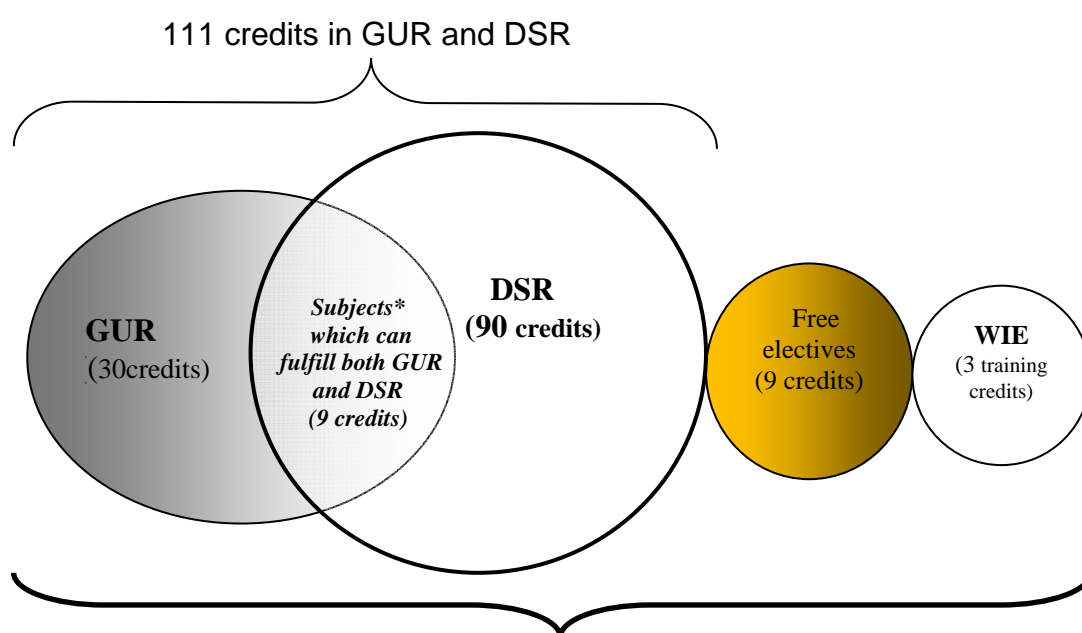 111 credits in GUR and DSR
GUR
(30credits)
Subjects*
which can
fulfill both GUR
and DSR
(9 credits)
DSR
(90 credits)
Free
electives
(9 credits)
WIE
(3 training
credits)